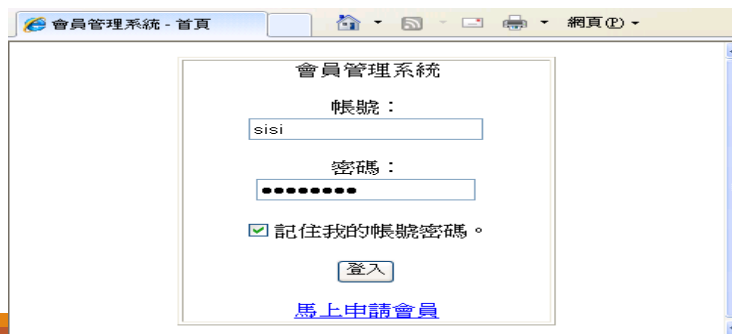 會員管理系統 - 首頁
網頁(P)
會員管理系統
帳號：
sisi
密碼：
●●●●●●●●
記住我的帳號密碼。
登入
馬上申請會員